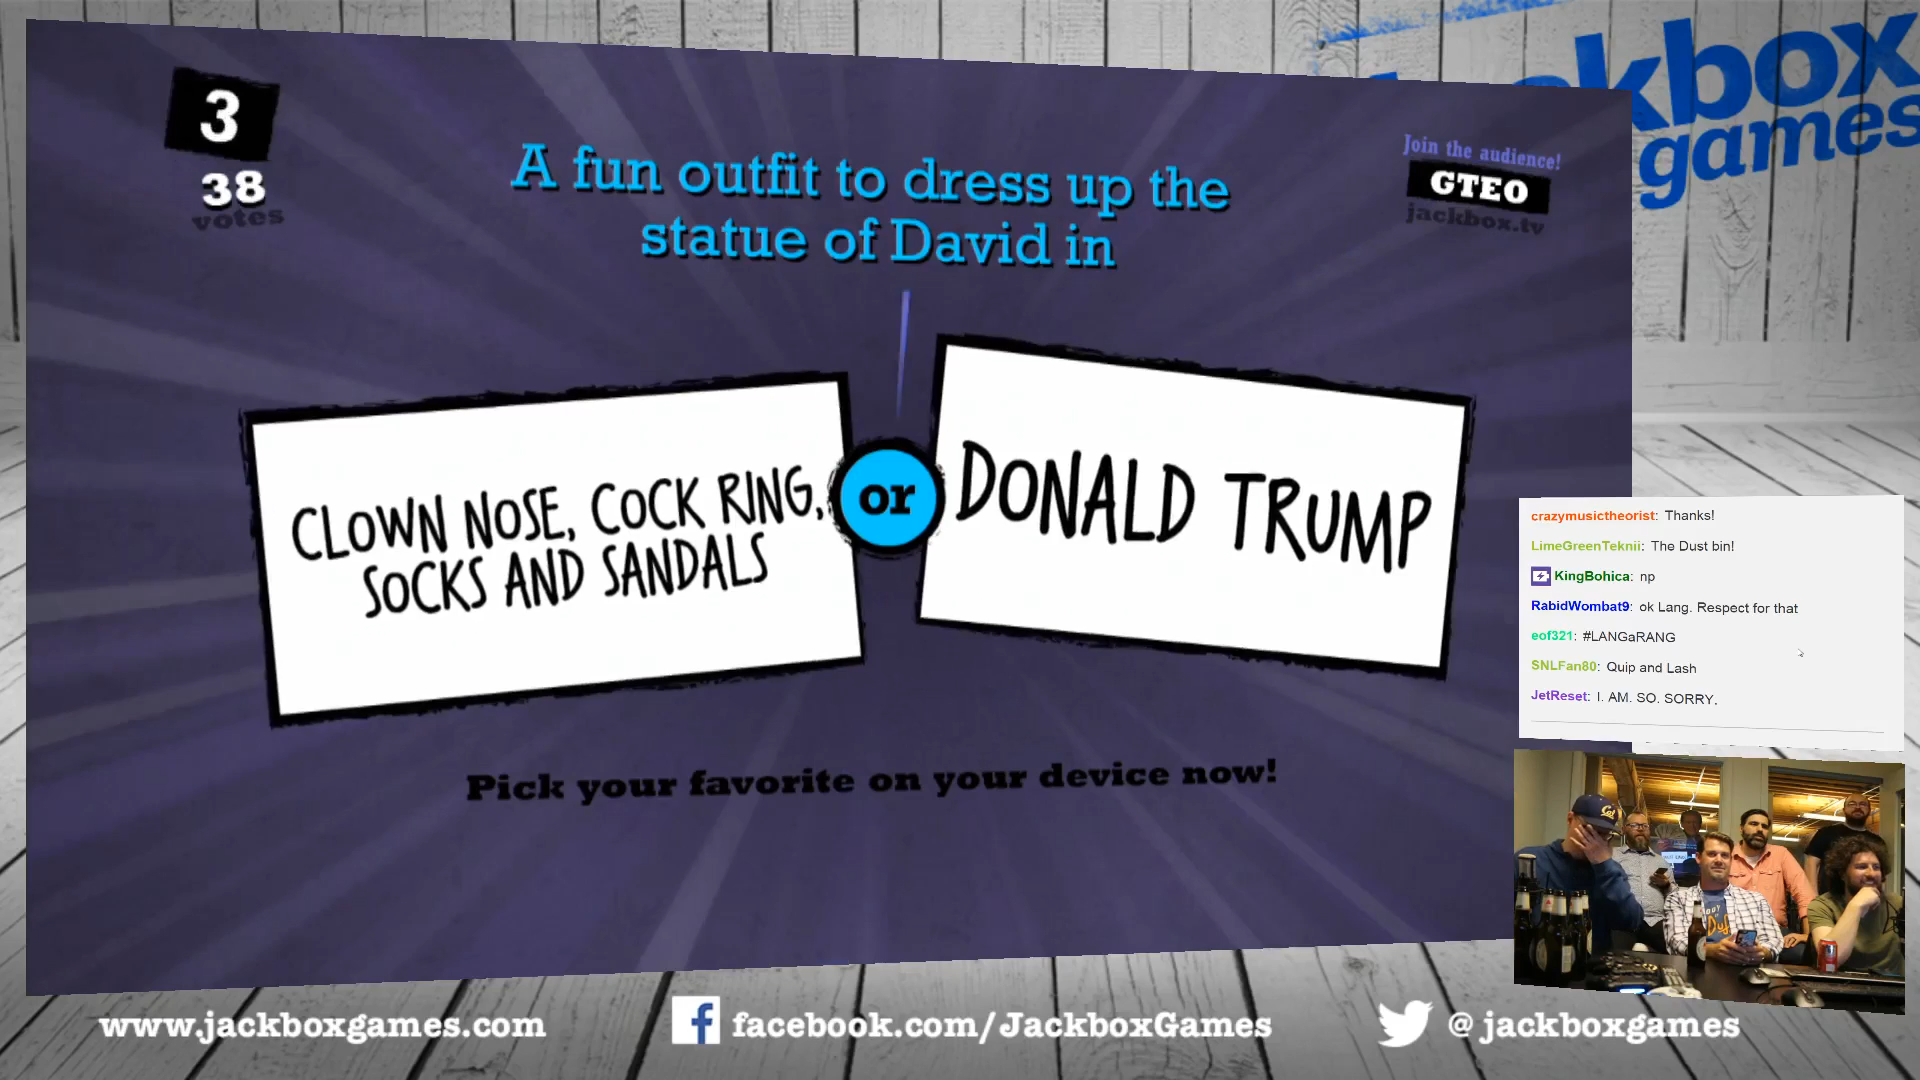 jackbox
games
3
38
votes
A fun outfit to dress up the
statue of David in
Join the audience!
GTEO
jackbox.tv
CLOWN NOSE, COCK RING,
SOCKS AND SANDALS
or
DONALD TRUMP
Pick your favorite on your device now!
crazymusictheorist: Thanks!
LimeGreenTeknii: The Dust bin!
KingBohica: np
RabidWombat9: ok Lang. Respect for that
eof321: #LANGaRANG
SNLFan80: Quip and Lash
JetReset: I. AM. SO. SORRY.
Cal
www.jackboxgames.com
facebook.com/JackboxGames
@jackboxgames